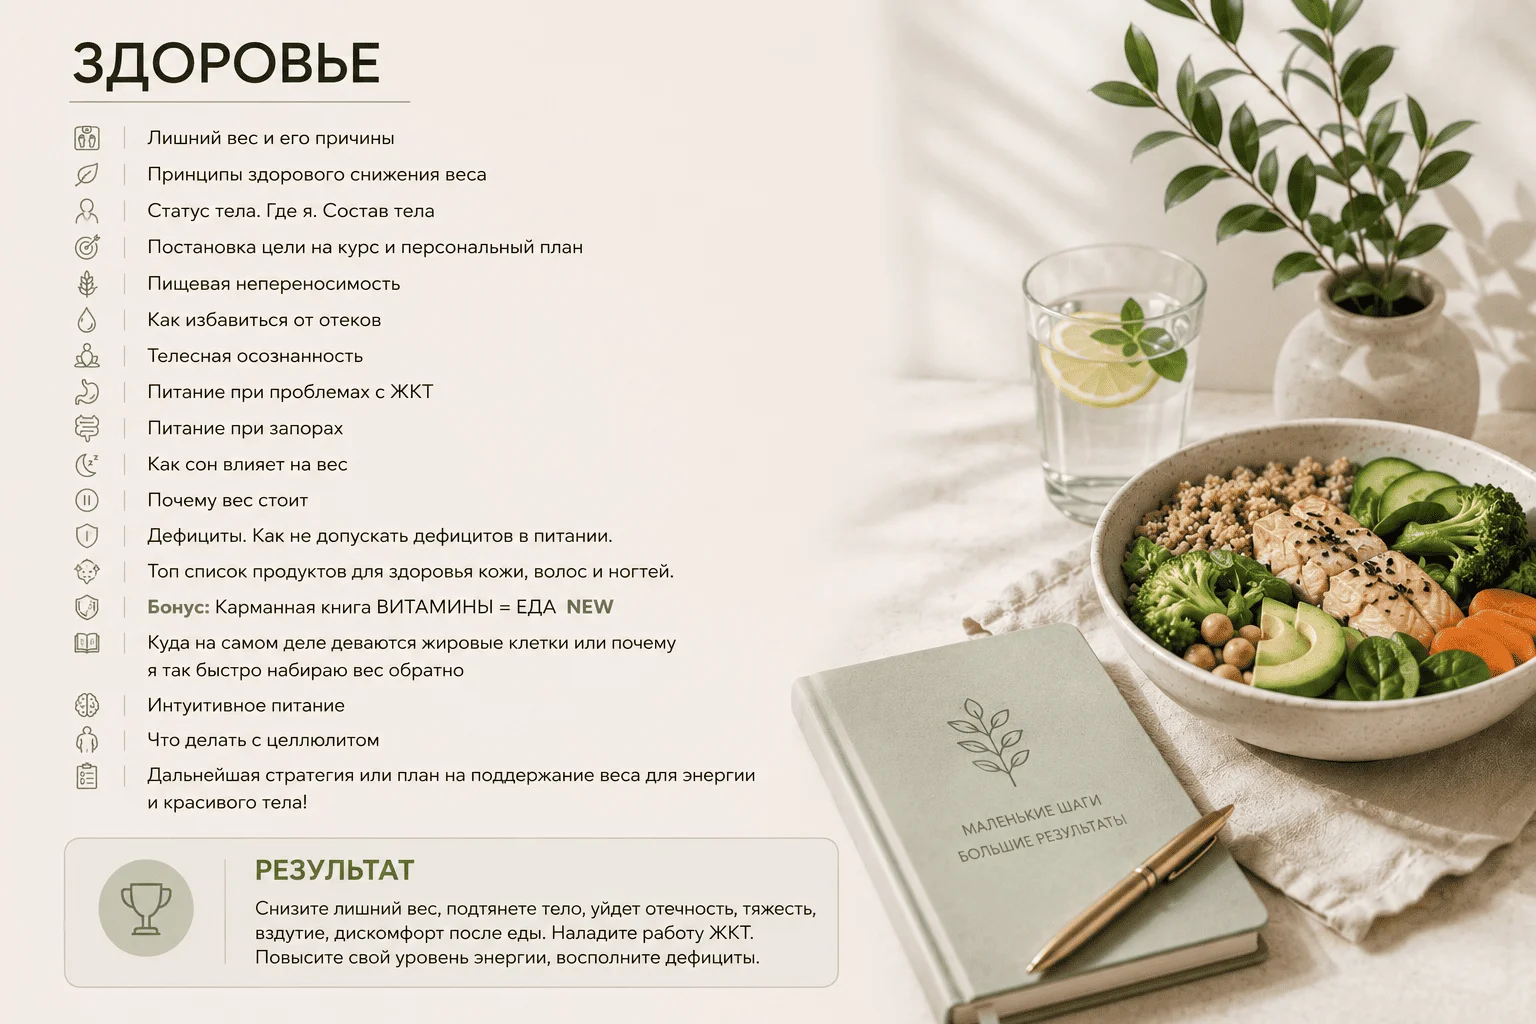 ЗДОРОВЬЕ
Лишний вес и его причины
Принципы здорового снижения веса
Статус тела. Где я. Состав тела
Постановка цели на курс и персональный план
Пищевая непереносимость
Как избавиться от отеков
Телесная осознанность
Питание при проблемах с ЖКТ
Питание при запорах
Как сон влияет на вес
Почему вес стоит
Дефициты. Как не допускать дефицитов в питании.
Топ список продуктов для здоровья кожи, волос и ногтей.
Бонус: Карманная книга ВИТАМИНЫ = ЕДА NEW
Куда на самом деле деваются жировые клетки или почему
я так быстро набираю вес обратно
Интуитивное питание
Что делать с целлюлитом
Дальнейшая стратегия или план на поддержание веса для энергии
и красивого тела!
РЕЗУЛЬТАТ
Снизите лишний вес, подтянете тело, уйдет отечность, тяжесть,
вздутие, дискомфорт после еды. Наладите работу ЖКТ.
Повысите свой уровень энергии, восполните дефициты.
МАЛЕНЬКИЕ ШАГИ
БОЛЬШИЕ РЕЗУЛЬТАТЫ